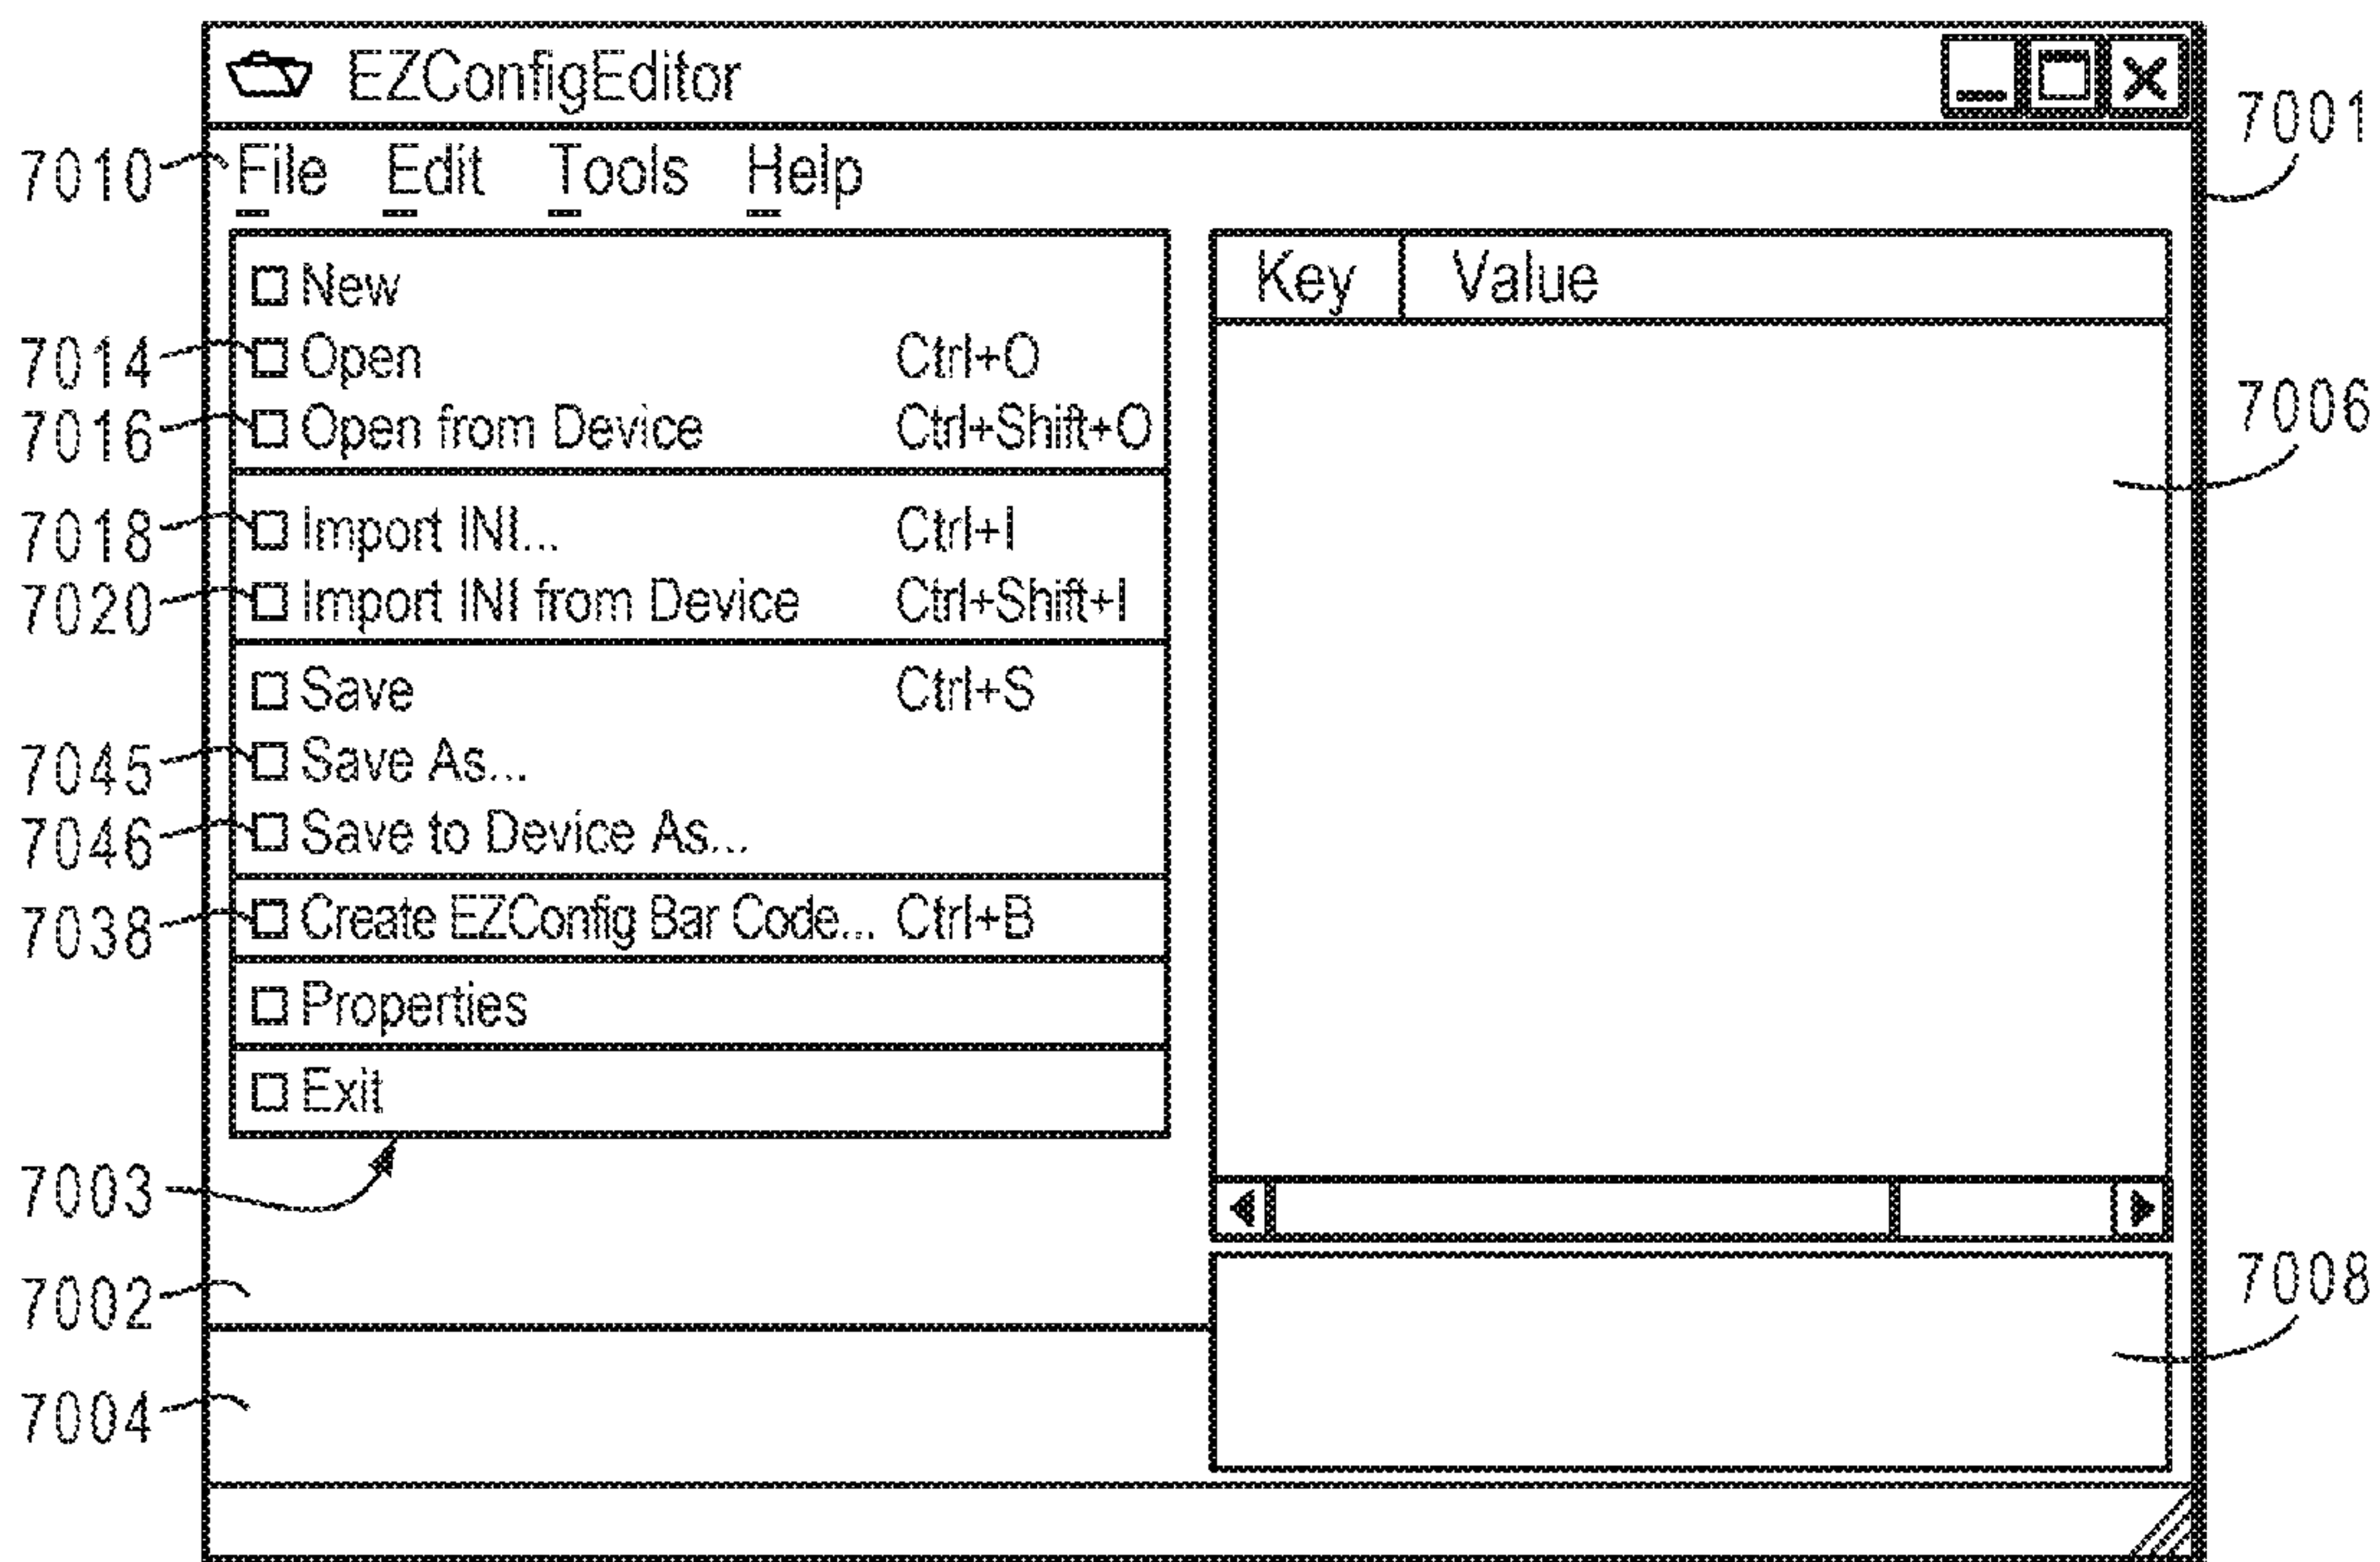 EZConfigEditor
7001
7010 File Edit Tools Help
New
Key Value
7014 Open Ctrl+O
7016 Open from Device Ctrl+Shift+O
7006
7018 Import INI... Ctrl+I
7020 Import INI from Device Ctrl+Shift+I
Save Ctrl+S
7045 Save As...
7046 Save to Device As...
7038 Create EZConfig Bar Code... Ctrl+B
Properties
Exit
7003
7002
7008
7004